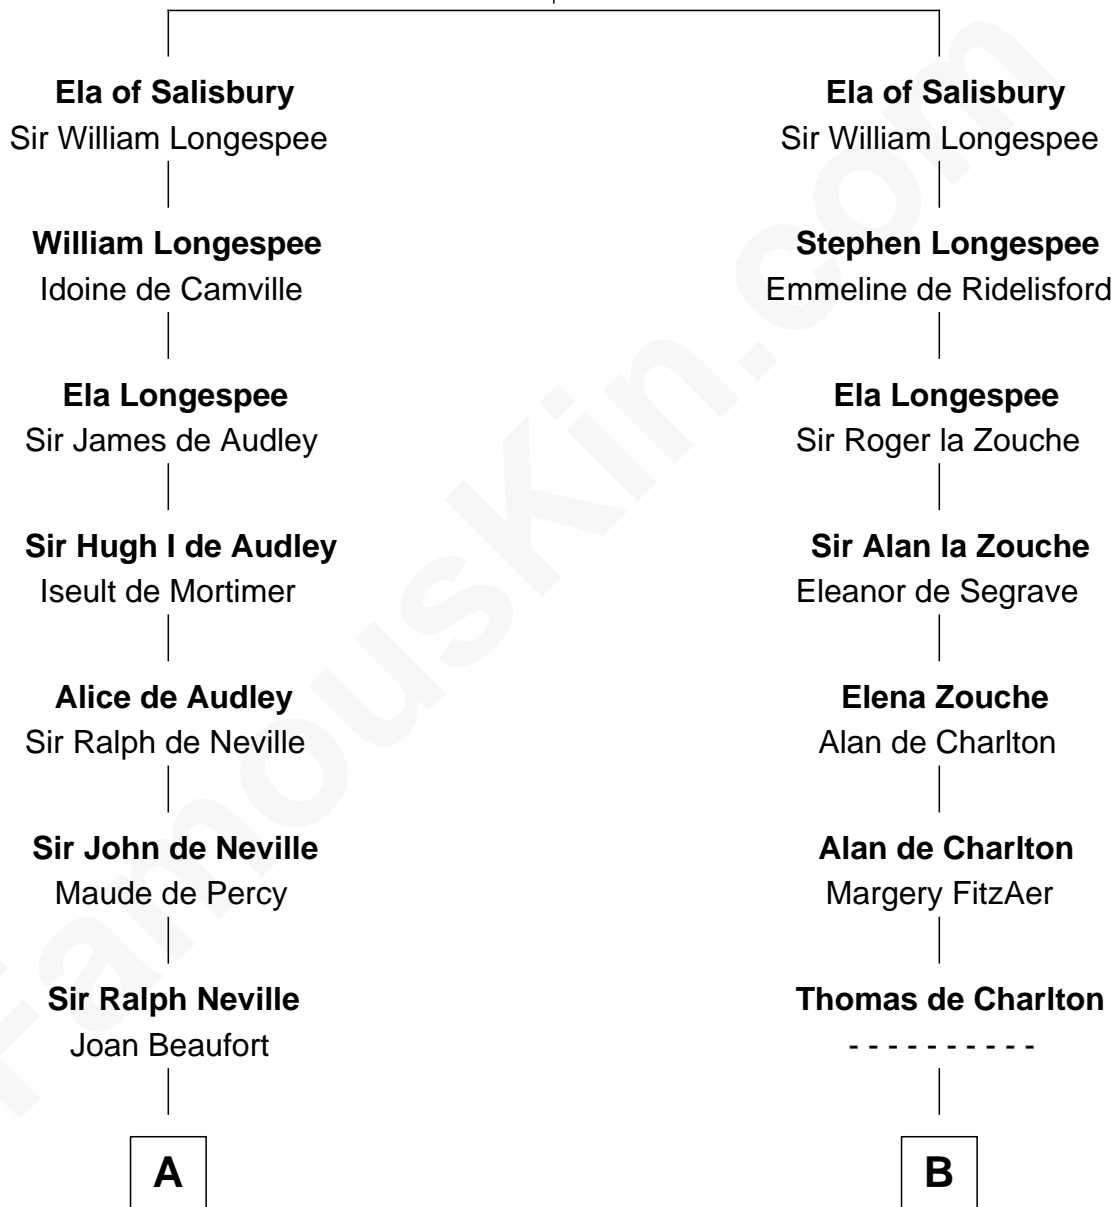 Ela of Salisbury
Sir William Longespee
William Longespee
Idoine de Camville
Ela Longespee
Sir James de Audley
Sir Hugh I de Audley
Iseult de Mortimer
Alice de Audley
Sir Ralph de Neville
Sir John de Neville
Maude de Percy
Sir Ralph Neville
Joan Beaufort
A
Ela of Salisbury
Sir William Longespee
Stephen Longespee
Emmeline de Ridelisford
Ela Longespee
Sir Roger la Zouche
Sir Alan la Zouche
Eleanor de Segrave
Elena Zouche
Alan de Charlton
Alan de Charlton
Margery FitzAer
Thomas de Charlton
- - - - - - - - - -
B
FamousKin.com